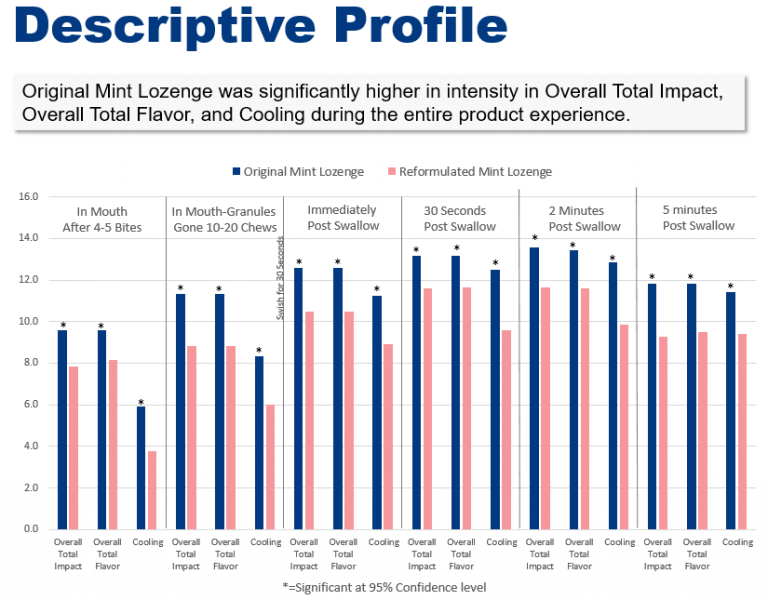 Descriptive Profile
Original Mint Lozenge was significantly higher in intensity in Overall Total Impact,
Overall Total Flavor, and Cooling during the entire product experience.
Original Mint Lozenge Reformulated Mint Lozenge
16.0
14.0
12.0
10.0
8.0
6.0
4.0
2.0
0.0
In Mouth
After 4-5 Bites
In Mouth-Granules
Gone 10-20 Chews
Swish for 30 Seconds
Immediately
Post Swallow
30 Seconds
Post Swallow
2 Minutes
Post Swallow
5 minutes
Post Swallow
* * *
* * *
* * *
* * *
* * *
* * *
Overall
Total
Impact
Overall
Total
Flavor
Cooling
Overall
Total
Impact
Overall
Total
Flavor
Cooling
Overall
Total
Impact
Overall
Total
Flavor
Cooling
Overall
Total
Impact
Overall
Total
Flavor
Cooling
Overall
Total
Impact
Overall
Total
Flavor
Cooling
Overall
Total
Impact
Overall
Total
Flavor
Cooling
*=Significant at 95% Confidence level